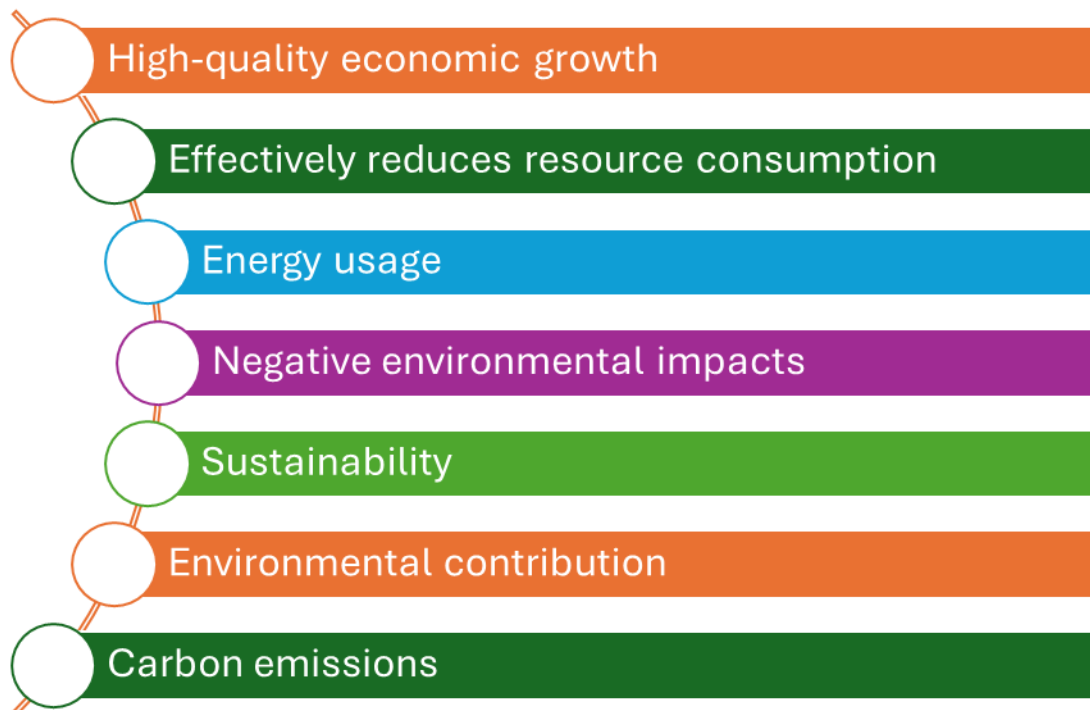 High-quality economic growth
Effectively reduces resource consumption
Energy usage
Negative environmental impacts
Sustainability
Environmental contribution
Carbon emissions